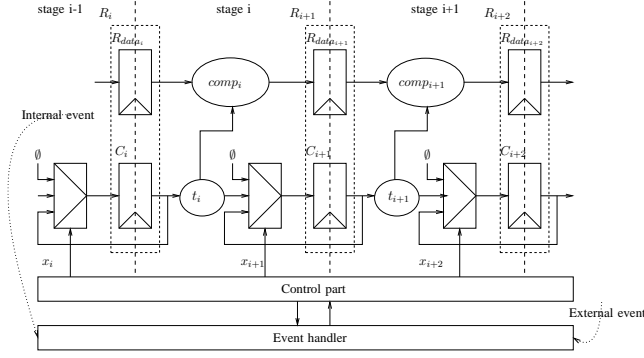 stage i-1 stage i stage i+1
R_i R_{i+1} R_{i+2}
R_{data_i} R_{data_{i+1}} R_{data_{i+2}}
comp_i comp_{i+1}
Internal event
∅ C_i ∅ C_{i+1} ∅ C_{i+2}
t_i t_{i+1}
x_i x_{i+1} x_{i+2}
Control part
External event
Event handler